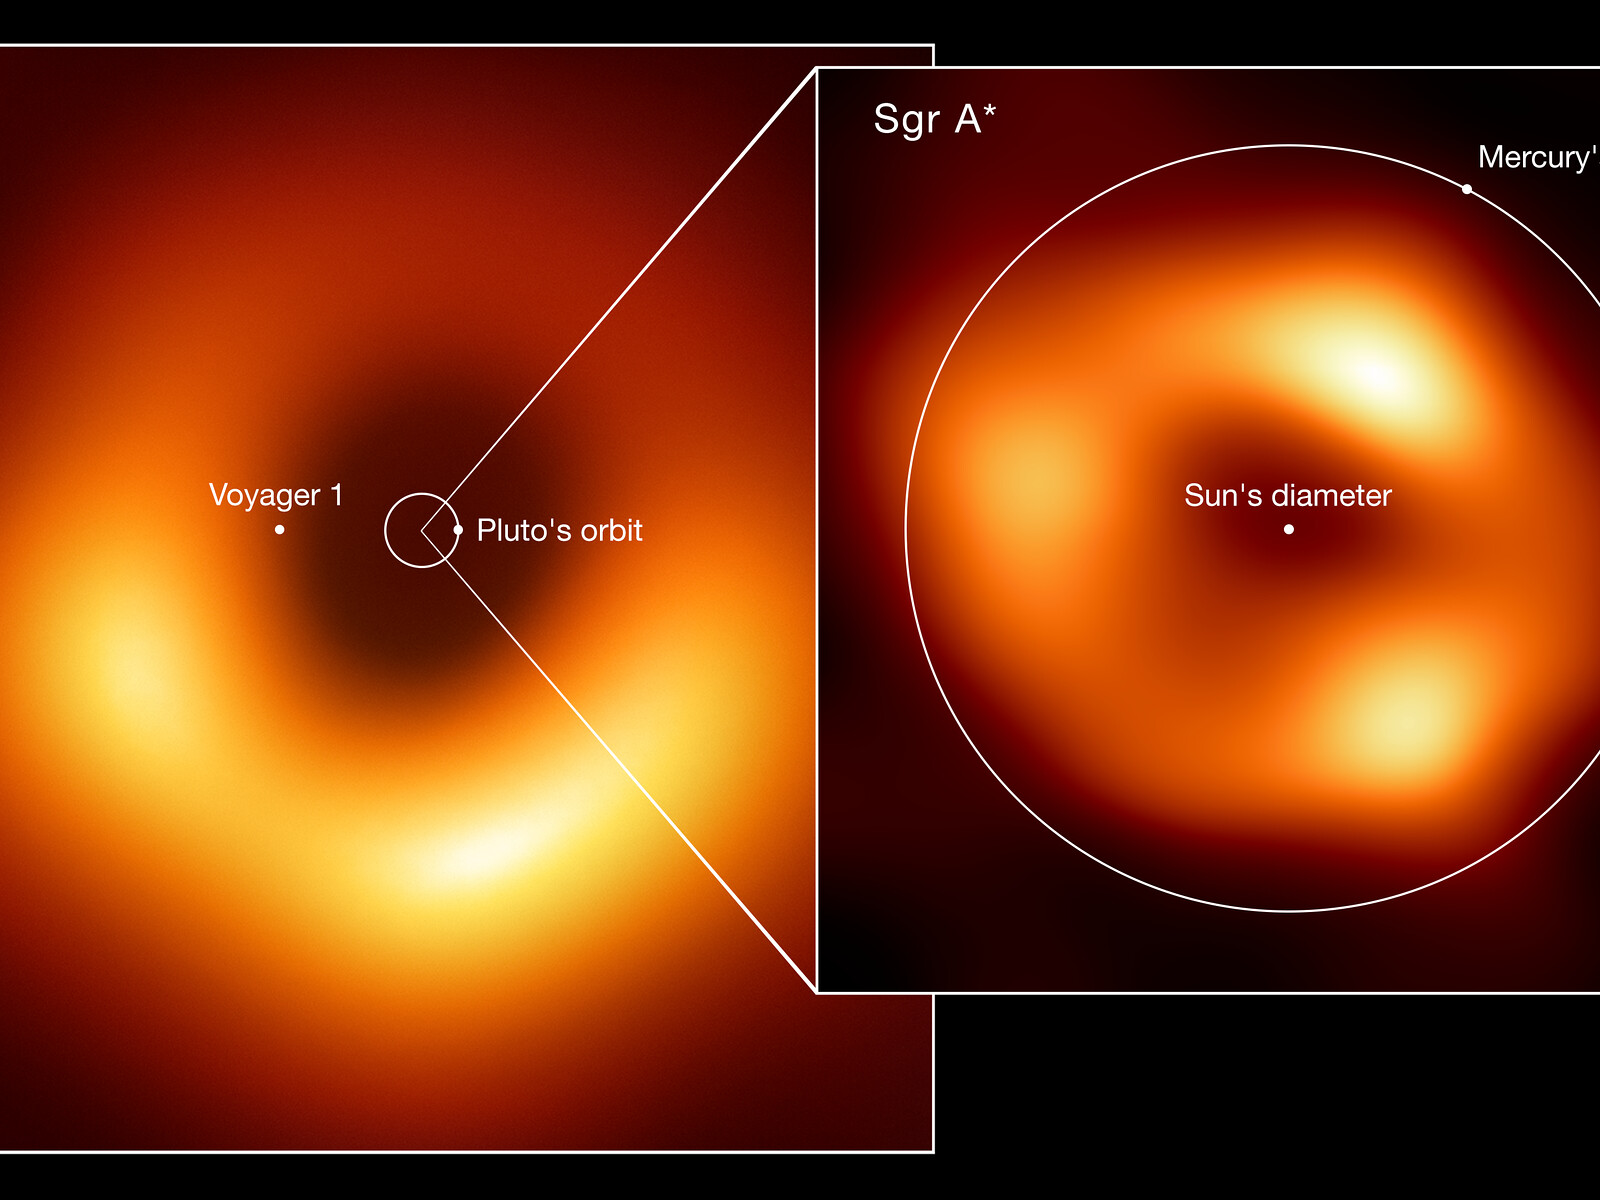 Voyager 1
Pluto's orbit
Sgr A*
Mercury's
Sun's diameter